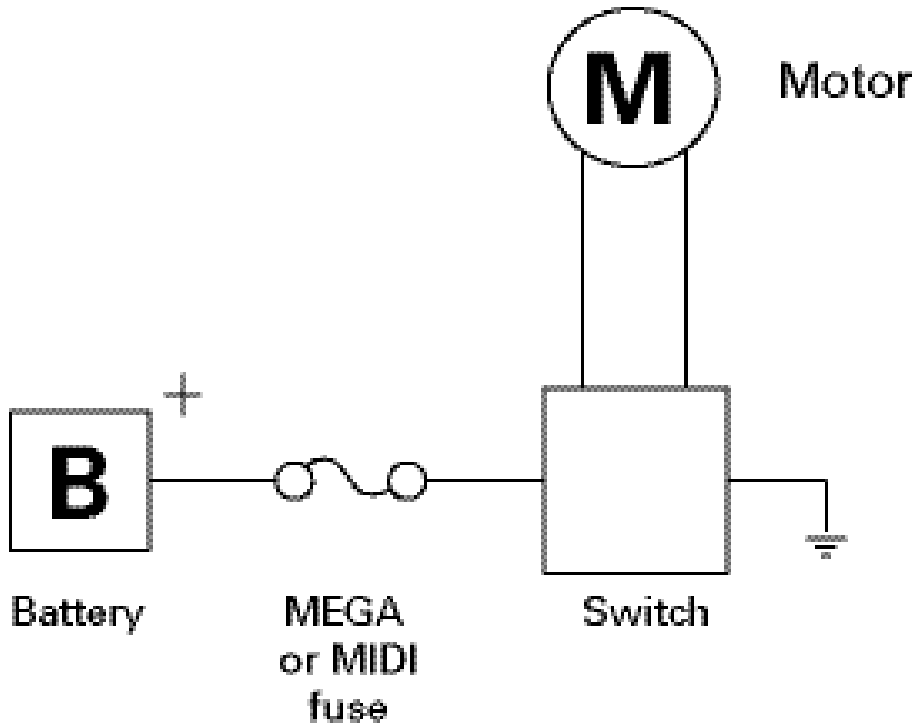 M
Motor
+
B
Battery
MEGA
or MIDI
fuse
Switch